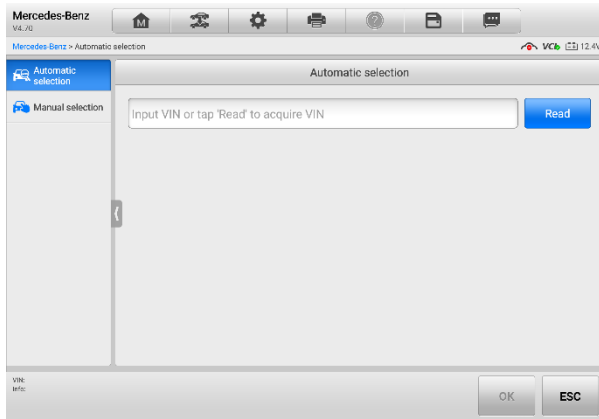 Mercedes-Benz
V4.70
M
?
Mercedes-Benz > Automatic selection
VCI 12.4V
Automatic
selection
Automatic selection
Manual selection
Input VIN or tap 'Read' to acquire VIN
Read
VIN:
Info:
OK
ESC